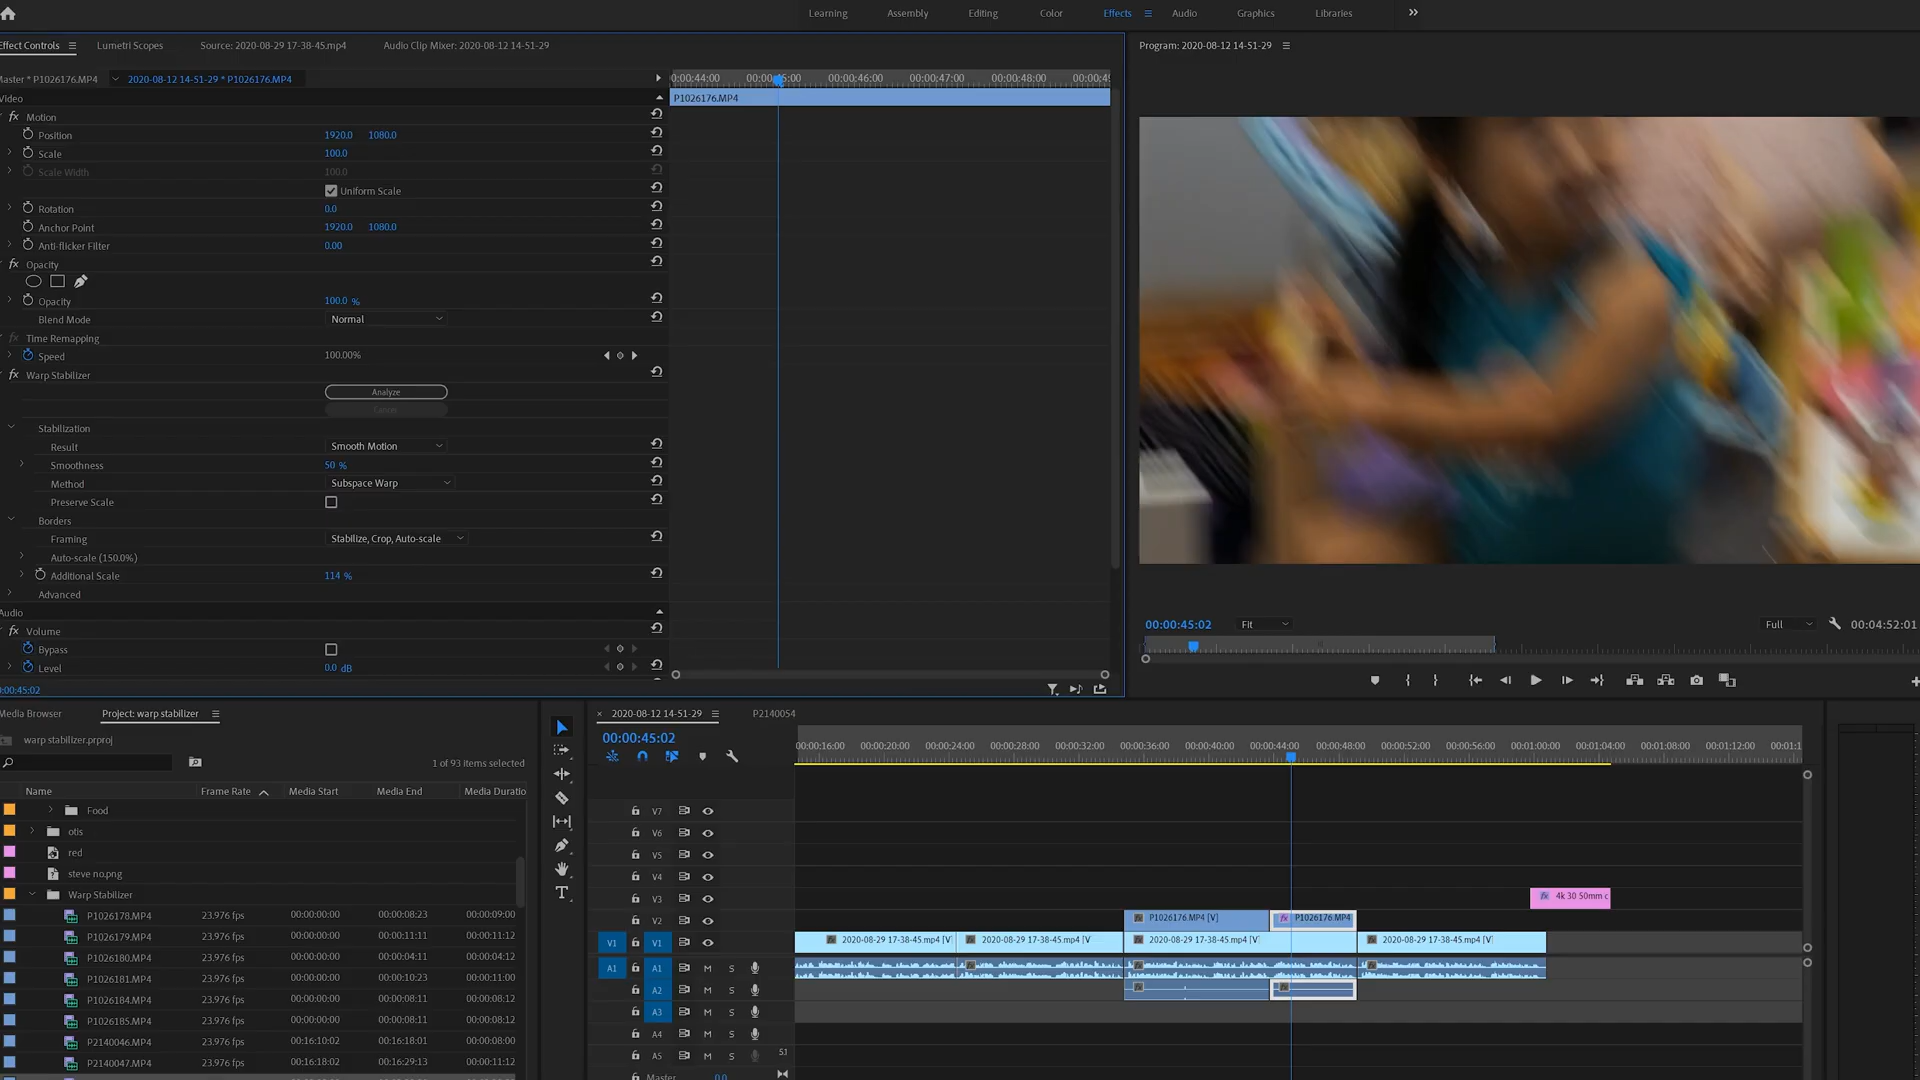 Learning Assembly Editing Color Effects Audio Graphics Libraries
Effect Controls Lumetri Scopes Source: 2020-08-29 17-38-45.mp4 Audio Clip Mixer: 2020-08-12 14-51-29
Program: 2020-08-12 14-51-29
Master * P1026176.MP4 2020-08-12 14-51-29 * P1026176.MP4
0:00:44:00 00:00:45:00 00:00:46:00 00:00:47:00 00:00:48:00 00:00:49
Video
P1026176.MP4
fx Motion
Position 1920.0 1080.0
Scale 100.0
Scale Width 100.0
Uniform Scale
Rotation 0.0
Anchor Point 1920.0 1080.0
Anti-flicker Filter 0.00
fx Opacity
Opacity 100.0 %
Blend Mode Normal
fx Time Remapping
Speed 100.00%
fx Warp Stabilizer
Analyze
Cancel
Stabilization
Result Smooth Motion
Smoothness 50 %
Method Subspace Warp
Preserve Scale
Borders
Framing Stabilize, Crop, Auto-scale
Auto-scale (150.0%)
Additional Scale 114 %
Advanced
Audio
fx Volume
Bypass
Level 0.0 dB
0:00:45:02
00:00:45:02 Fit Full 00:04:52:01
Media Browser Project: warp stabilizer
warp stabilizer.prproj
1 of 93 items selected
Name Frame Rate Media Start Media End Media Duratio
Food
otis
red
steve no.png
Warp Stabilizer
P1026178.MP4 23.976 fps 00:00:00:00 00:00:08:23 00:00:09:00
P1026179.MP4 23.976 fps 00:00:00:00 00:00:11:11 00:00:11:12
P1026180.MP4 23.976 fps 00:00:00:00 00:00:04:11 00:00:04:12
P1026181.MP4 23.976 fps 00:00:00:00 00:00:10:23 00:00:11:00
P1026184.MP4 23.976 fps 00:00:00:00 00:00:08:11 00:00:08:12
P1026185.MP4 23.976 fps 00:00:00:00 00:00:08:11 00:00:08:12
P2140046.MP4 23.976 fps 00:16:10:02 00:16:18:01 00:00:08:00
P2140047.MP4 23.976 fps 00:16:18:02 00:16:29:13 00:00:11:12
2020-08-12 14-51-29 P2140054
00:00:45:02
00:00:16:00 00:00:20:00 00:00:24:00 00:00:28:00 00:00:32:00 00:00:36:00 00:00:40:00 00:00:44:00 00:00:48:00 00:00:52:00 00:00:56:00 00:01:00:00 00:01:04:00 00:01:08:00 00:01:12:00 00:01:1
V7
V6
V5
V4
V3 fx 4k 30 50mm c
V2 fx P1026176.MP4 [V] fx P1026176.MP4
V1 V1 fx 2020-08-29 17-38-45.mp4 [V] fx 2020-08-29 17-38-45.mp4 [V fx 2020-08-29 17-38-45.mp4 [V] fx 2020-08-29 17-38-45.mp4 [V]
A1 A1 M S
A2 M S
A3 M S
A4 M S
A5 M S 5.1
Master 0.0